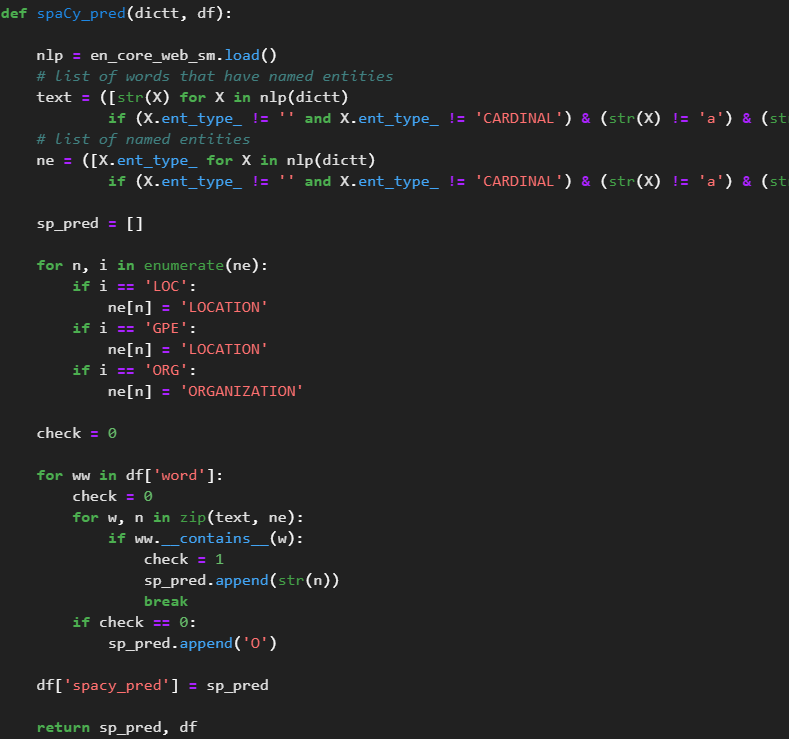 def spaCy_pred(dictt, df):

    nlp = en_core_web_sm.load()
    # list of words that have named entities
    text = ([str(X) for X in nlp(dictt)
            if (X.ent_type_ != '' and X.ent_type_ != 'CARDINAL') & (str(X) != 'a') & (st
    # list of named entities
    ne = ([X.ent_type_ for X in nlp(dictt)
            if (X.ent_type_ != '' and X.ent_type_ != 'CARDINAL') & (str(X) != 'a') & (st

    sp_pred = []

    for n, i in enumerate(ne):
        if i == 'LOC':
            ne[n] = 'LOCATION'
        if i == 'GPE':
            ne[n] = 'LOCATION'
        if i == 'ORG':
            ne[n] = 'ORGANIZATION'

    check = 0

    for ww in df['word']:
        check = 0
        for w, n in zip(text, ne):
            if ww.__contains__(w):
                check = 1
                sp_pred.append(str(n))
                break
        if check == 0:
            sp_pred.append('O')

    df['spacy_pred'] = sp_pred

    return sp_pred, df